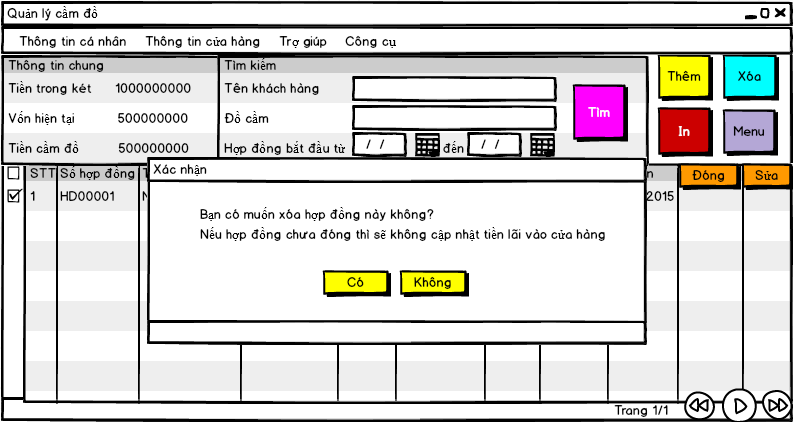 Quản lý cầm đồ
Thông tin cá nhân Thông tin cửa hàng Trợ giúp Công cụ
Thông tin chung Tìm kiếm
Tiền trong két 1000000000 Tên khách hàng
Vốn hiện tại 500000000 Đồ cầm
Tiền cầm đồ 500000000 Hợp đồng bắt đầu từ / / đến / /
Tìm
Thêm Xóa
In Menu
STT Số hợp đồng Đóng Sửa
1 HD00001 2015
Xác nhận
Bạn có muốn xóa hợp đồng này không?
Nếu hợp đồng chưa đóng thì sẽ không cập nhật tiền lãi vào cửa hàng
Có Không
Trang 1/1